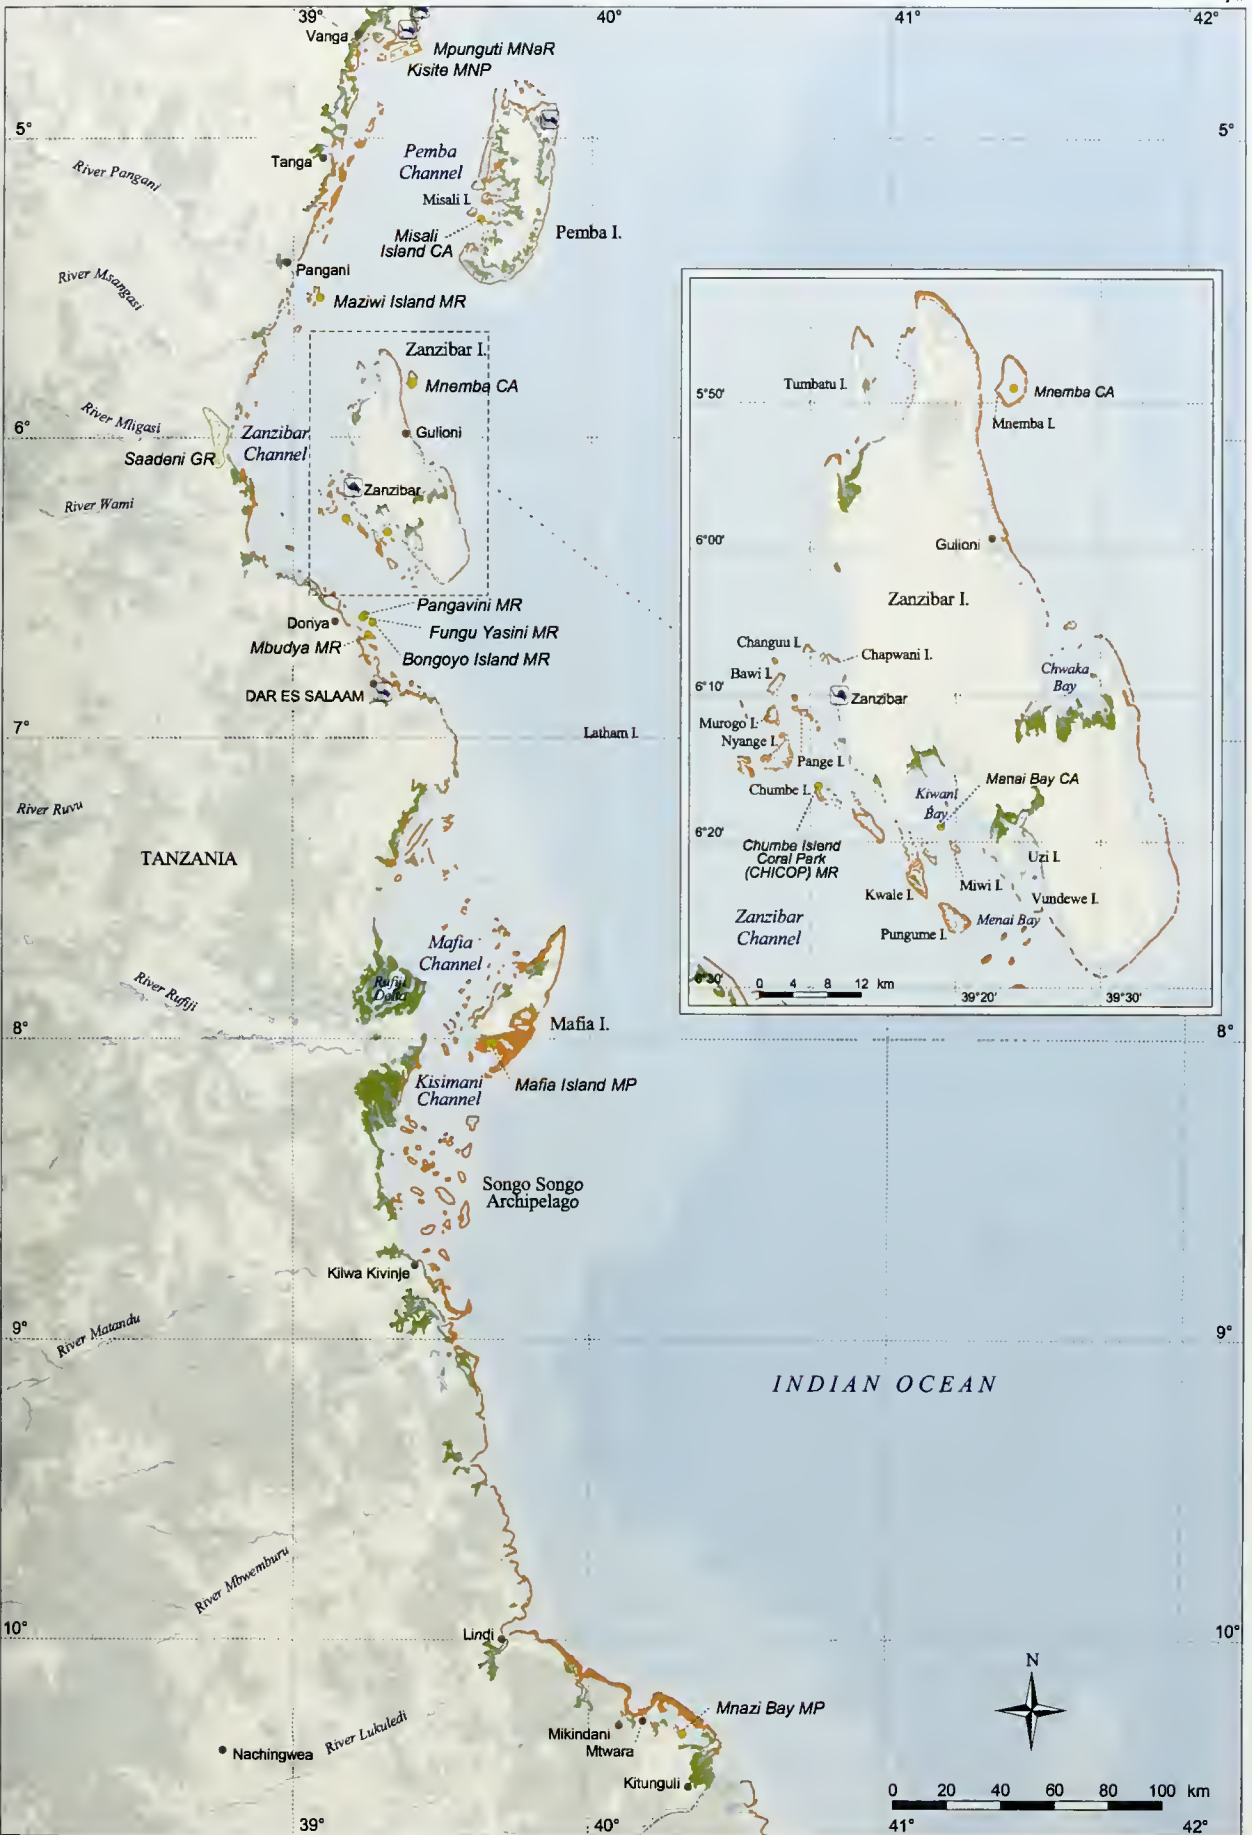 39°
40°
41°
42°
Vanga
Mpunguti MNaR
Kisite MNP
5°
5°
Tanga
Pemba
Channel
River Pangani
Misali I.
Misali
Island CA
Pemba I.
River Msangasi
Pangani
Maziwi Island MR
Zanzibar I.
Mnemba CA
River Mligasi
6°
Zanzibar
Channel
Gulioni
Saadeni GR
Zanzibar
River Wami
Pangavini MR
Doriya
Fungu Yasini MR
Mbudya MR
Bongoyo Island MR
DAR ES SALAAM
7°
Latham I.
River Ruvu
TANZANIA
Mafia
Channel
Rufiji
Delta
River Rufiji
8°
8°
Mafia I.
Kisimani
Channel
Mafia Island MP
Songo Songo
Archipelago
Kilwa Kivinje
River Matandu
9°
9°
INDIAN OCEAN
River Mbwemburu
10°
10°
Lindi
N
Mnazi Bay MP
River Lukuledi
Mikindani
Mtwara
Nachingwea
Kitunguli
0 20 40 60 80 100 km
39°
40°
41°
42°
Tumbatu I.
5°50'
Mnemba CA
Mnemba I.
6°00'
Gulioni
Zanzibar I.
Changuu I.
Chapwani I.
Bawi I.
Chwaka
Bay
6°10'
Zanzibar
Murogo I.
Nyange I.
Pange I.
Chumbe I.
Menai Bay CA
Kiwani
Bay
6°20'
Chumbe Island
Coral Park
(CHICOP) MR
Uzi I.
Kwale I.
Miwi I.
Vundewe I.
Zanzibar
Channel
Pungume I.
Menai Bay
6°30'
0 4 8 12 km
39°20'
39°30'